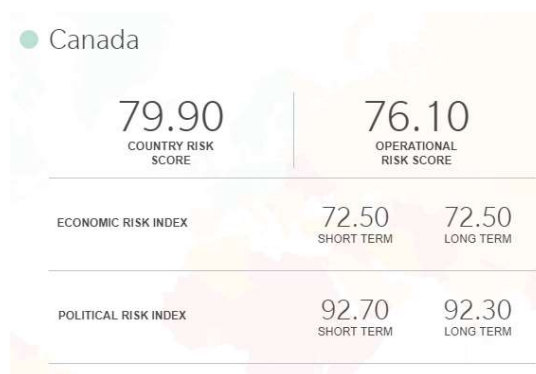 Canada
79.90 76.10
COUNTRY RISK OPERATIONAL
SCORE RISK SCORE
ECONOMIC RISK INDEX 72.50 72.50
SHORT TERM LONG TERM
POLITICAL RISK INDEX 92.70 92.30
SHORT TERM LONG TERM